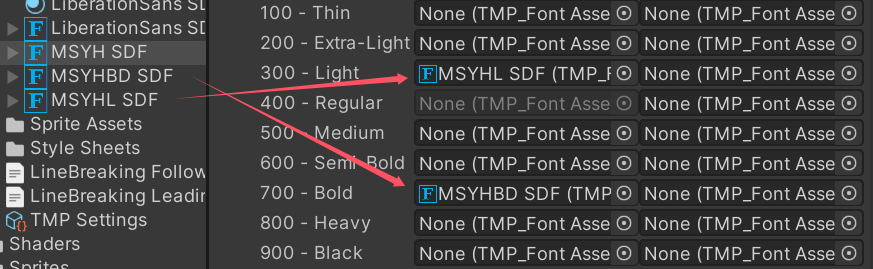 LiberationSans SD
LiberationSans SD
MSYH SDF
MSYHBD SDF
MSYHL SDF
Sprite Assets
Style Sheets
LineBreaking Follow
LineBreaking Leadin
TMP Settings
Shaders
Sprites
100 - Thin None (TMP_Font Asse None (TMP_Font Asse
200 - Extra-Light None (TMP_Font Asse None (TMP_Font Asse
300 - Light F MSYHL SDF (TMP_F None (TMP_Font Asse
400 - Regular None (TMP_Font Asse None (TMP_Font Asse
500 - Medium None (TMP_Font Asse None (TMP_Font Asse
600 - Semi-Bold None (TMP_Font Asse None (TMP_Font Asse
700 - Bold F MSYHBD SDF (TMP None (TMP_Font Asse
800 - Heavy None (TMP_Font Asse None (TMP_Font Asse
900 - Black None (TMP_Font Asse None (TMP_Font Asse